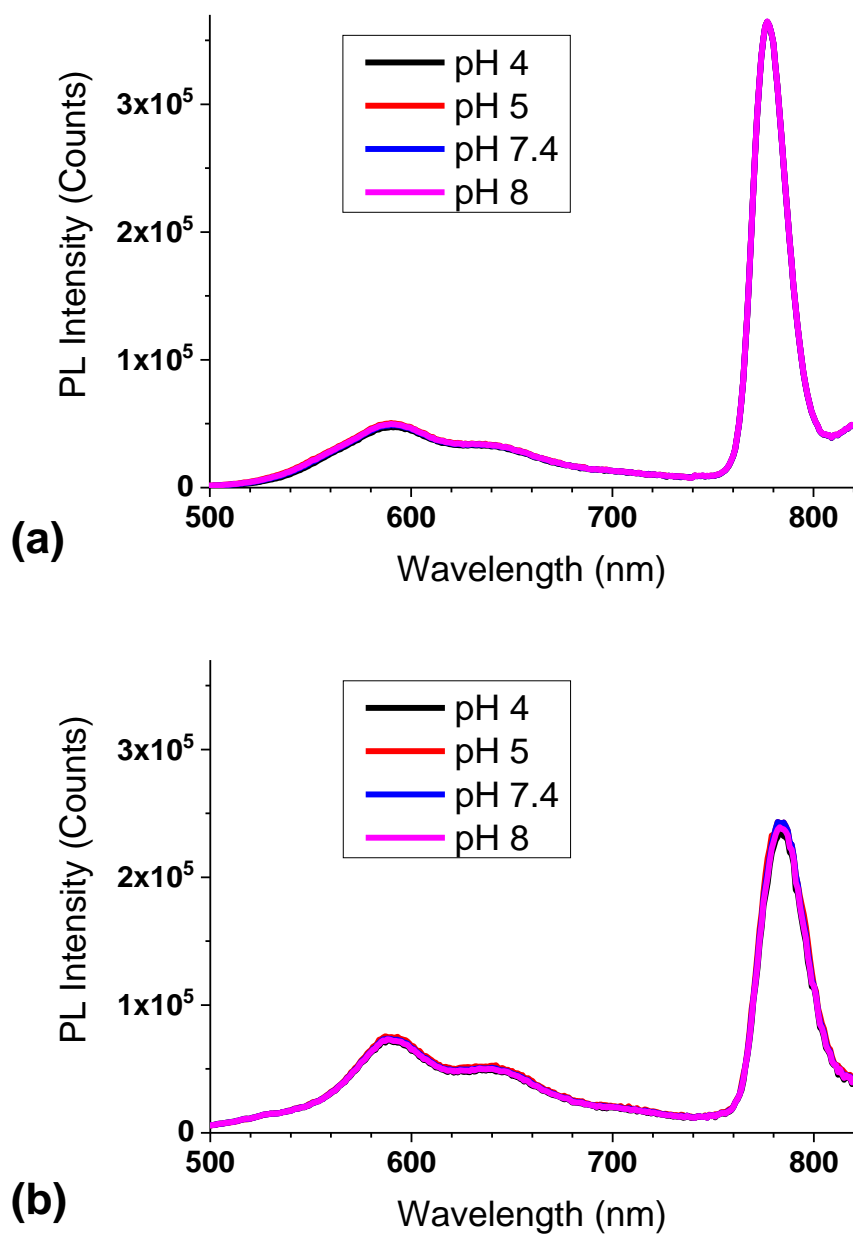 pH 4
pH 5
pH 7.4
pH 8
PL Intensity (Counts)
3x10⁵
2x10⁵
1x10⁵
0
500 600 700 800
Wavelength (nm)
(a)
pH 4
pH 5
pH 7.4
pH 8
PL Intensity (Counts)
3x10⁵
2x10⁵
1x10⁵
0
500 600 700 800
Wavelength (nm)
(b)